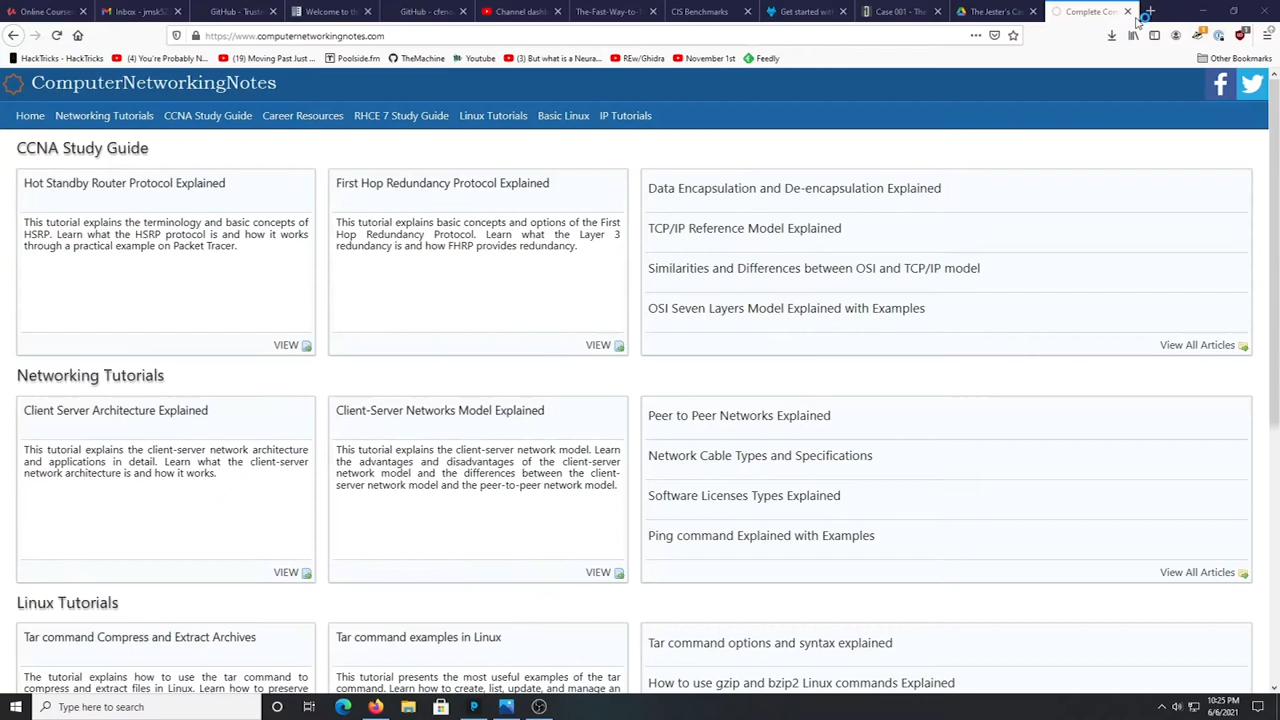 Online Courses
Inbox - jmsk52
GitHub - Truste
Welcome to the
GitHub - cfeno
Channel dashb
The-Fast-Way-to-
CIS Benchmarks
Get started with
Case 001 - The
The Jester's Ca
Complete Com
https://www.computernetworkingnotes.com
HackTricks - HackTricks
(4) You're Probably N...
(19) Moving Past Just ...
Poolside.fm
TheMachine
Youtube
(3) But what is a Neura...
REw/Ghidra
November 1st
Feedly
Other Bookmarks
ComputerNetworkingNotes
Home
Networking Tutorials
CCNA Study Guide
Career Resources
RHCE 7 Study Guide
Linux Tutorials
Basic Linux
IP Tutorials
CCNA Study Guide
Hot Standby Router Protocol Explained
This tutorial explains the terminology and basic concepts of
HSRP. Learn what the HSRP protocol is and how it works
through a practical example on Packet Tracer.
VIEW
First Hop Redundancy Protocol Explained
This tutorial explains basic concepts and options of the First
Hop Redundancy Protocol. Learn what the Layer 3
redundancy is and how FHRP provides redundancy.
VIEW
Data Encapsulation and De-encapsulation Explained
TCP/IP Reference Model Explained
Similarities and Differences between OSI and TCP/IP model
OSI Seven Layers Model Explained with Examples
View All Articles
Networking Tutorials
Client Server Architecture Explained
This tutorial explains the client-server network architecture
and applications in detail. Learn what the client-server
network architecture is and how it works.
VIEW
Client-Server Networks Model Explained
This tutorial explains the client-server network model. Learn
the advantages and disadvantages of the client-server
network model and the differences between the client-
server network model and the peer-to-peer network model.
VIEW
Peer to Peer Networks Explained
Network Cable Types and Specifications
Software Licenses Types Explained
Ping command Explained with Examples
View All Articles
Linux Tutorials
Tar command Compress and Extract Archives
The tutorial explains how to use the tar command to
compress and extract files in Linux. Learn how to preserve
Tar command examples in Linux
This tutorial presents the most useful examples of the tar
command. Learn how to create, list, update, and manage an
Tar command options and syntax explained
How to use gzip and bzip2 Linux commands Explained
Type here to search
10:25 PM
6/6/2021